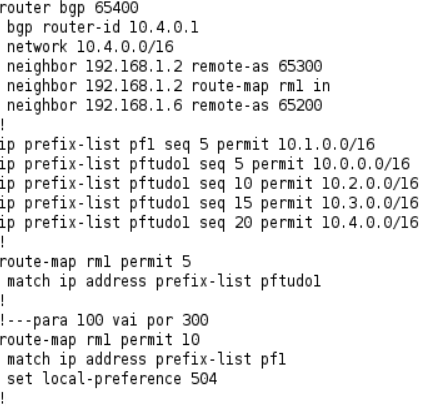 router bgp 65400
bgp router-id 10.4.0.1
network 10.4.0.0/16
neighbor 192.168.1.2 remote-as 65300
neighbor 192.168.1.2 route-map rm1 in
neighbor 192.168.1.6 remote-as 65200
!
ip prefix-list pf1 seq 5 permit 10.1.0.0/16
ip prefix-list pftudo1 seq 5 permit 10.0.0.0/16
ip prefix-list pftudo1 seq 10 permit 10.2.0.0/16
ip prefix-list pftudo1 seq 15 permit 10.3.0.0/16
ip prefix-list pftudo1 seq 20 permit 10.4.0.0/16
!
route-map rm1 permit 5
match ip address prefix-list pftudo1
!
!---para 100 vai por 300
route-map rm1 permit 10
match ip address prefix-list pf1
set local-preference 504
!